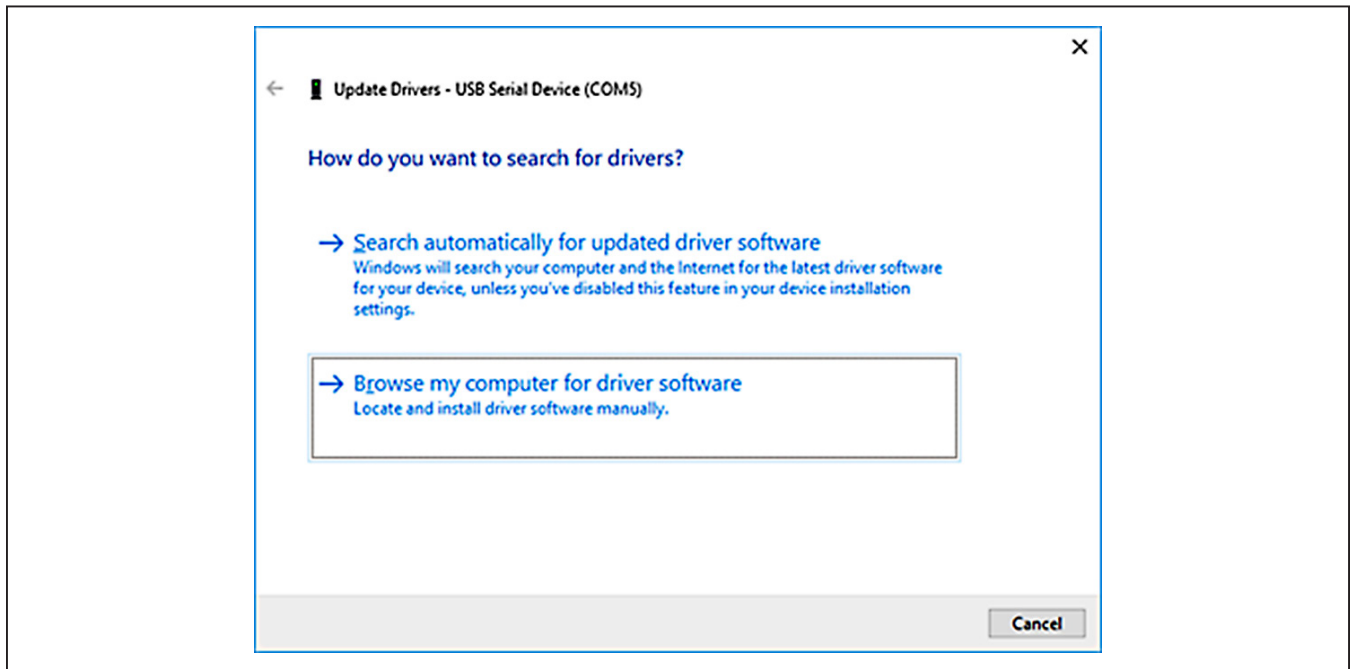 Update Drivers - USB Serial Device (COM5)
How do you want to search for drivers?
Search automatically for updated driver software
Windows will search your computer and the Internet for the latest driver software
for your device, unless you've disabled this feature in your device installation
settings.
Browse my computer for driver software
Locate and install driver software manually.
Cancel